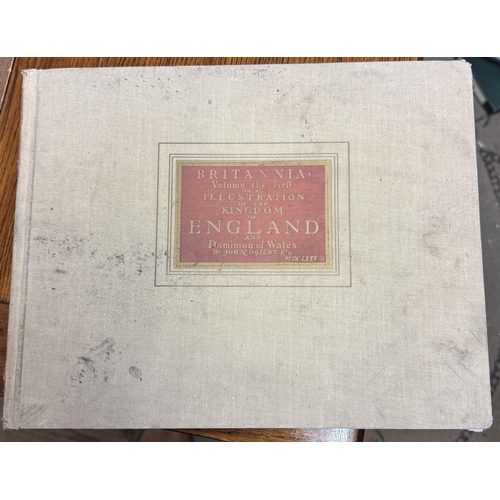 BRITANNIA,
Volume the First:
OR, AN
ILLUSTRATION
OF THE
KINGDOM
OF
ENGLAND
AND
Dominion of Wales:
By JOHN OGILBY Esq